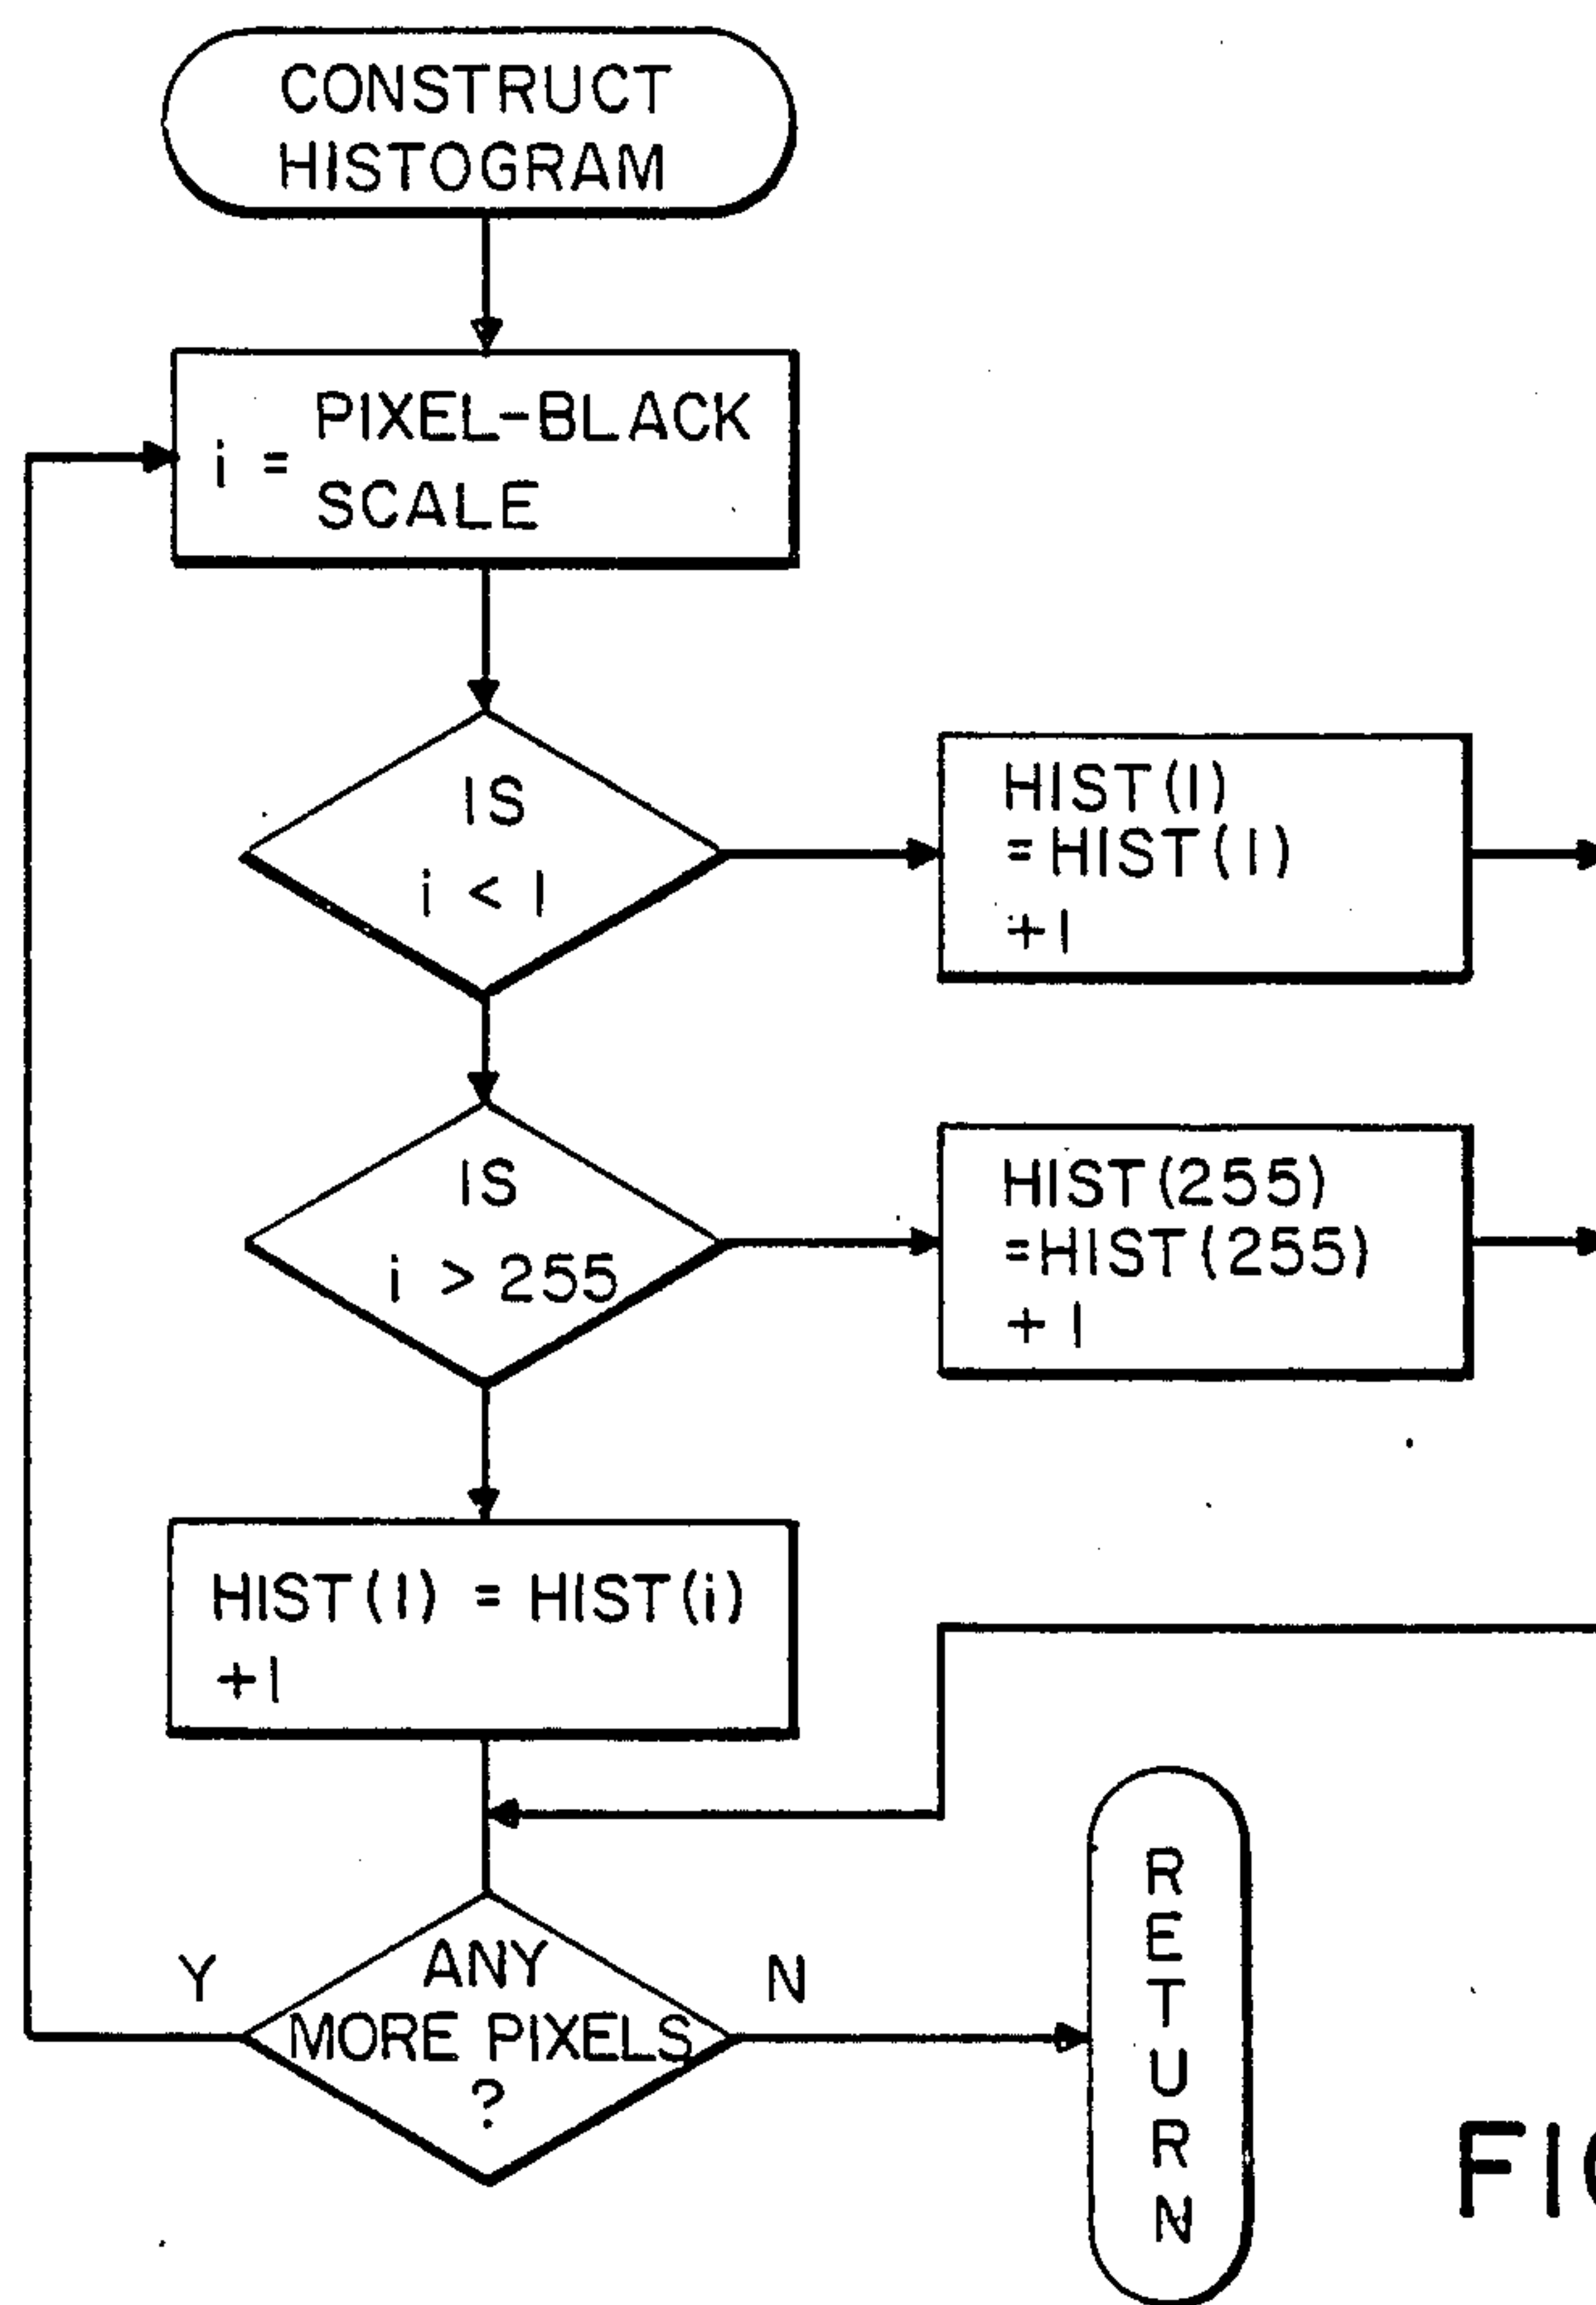 CONSTRUCT
HISTOGRAM
i = PIXEL-BLACK
SCALE
IS
i < 1
HIST(1)
=HIST(1)
+1
IS
i > 255
HIST(255)
=HIST(255)
+1
HIST(1) = HIST(i)
+1
Y
ANY
MORE PIXELS
?
N
RETURN